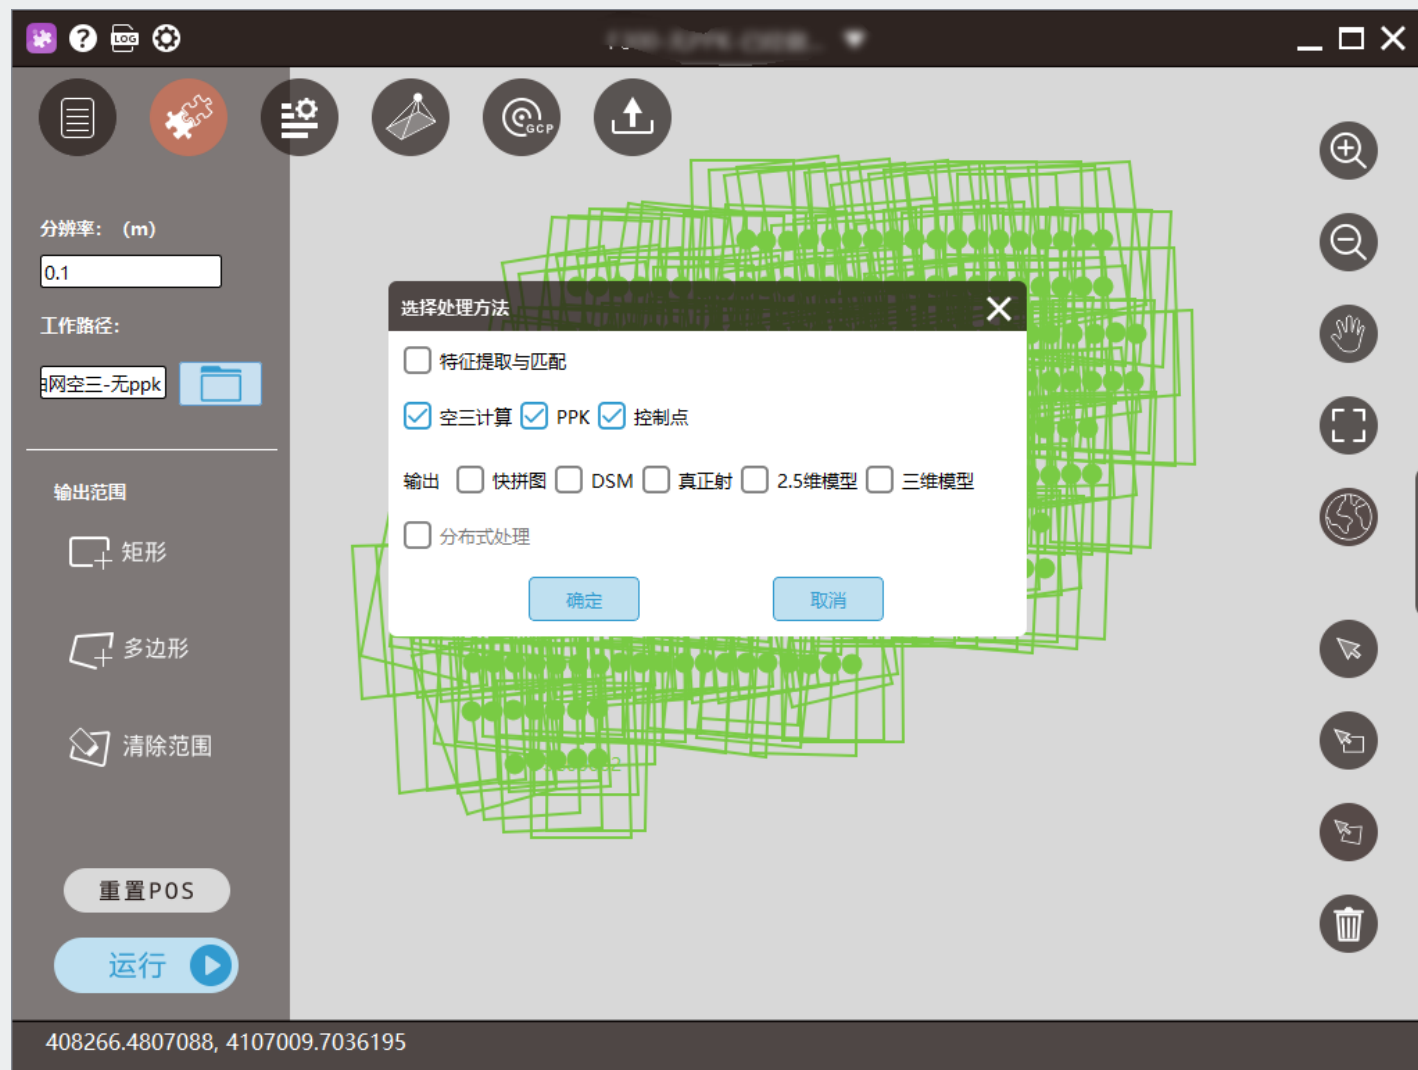 LOG
GCP
分辨率： (m)
0.1
工作路径：
网空三-无ppk
输出范围
矩形
多边形
清除范围
重置POS
运行
选择处理方法
特征提取与匹配
空三计算 PPK 控制点
输出 快拼图 DSM 真正射 2.5维模型 三维模型
分布式处理
确定 取消
408266.4807088, 4107009.7036195